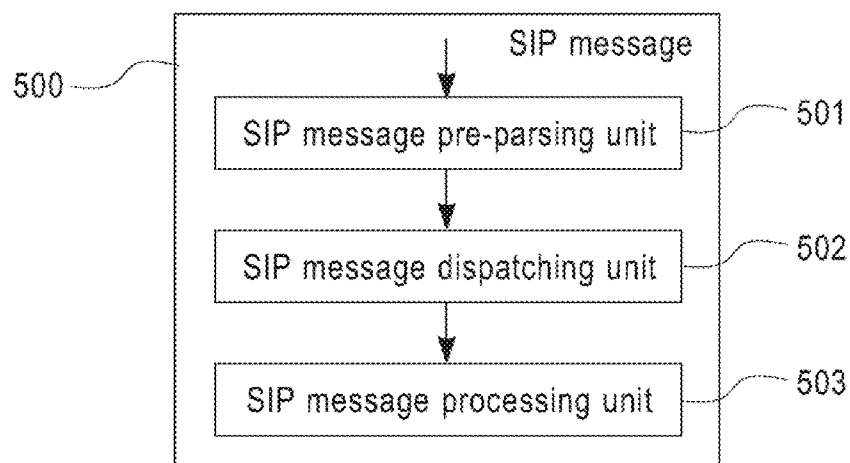 SIP message
500
SIP message pre-parsing unit
501
SIP message dispatching unit
502
SIP message processing unit
503